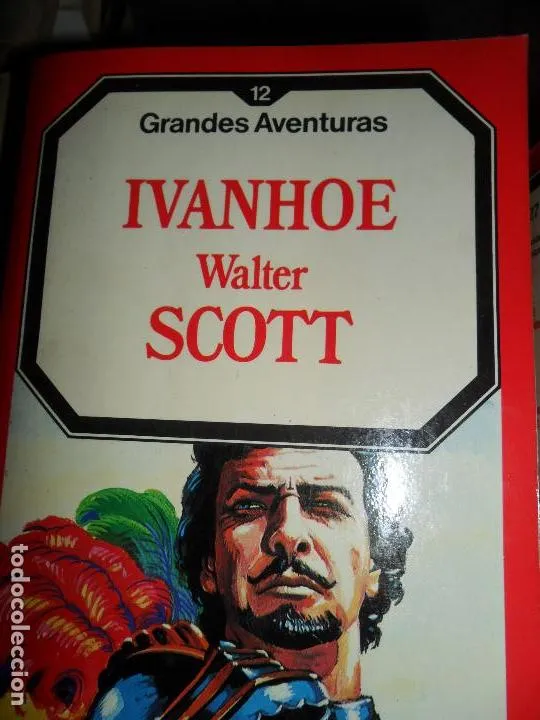 12
Grandes Aventuras
IVANHOE
Walter
SCOTT
todocoleccion